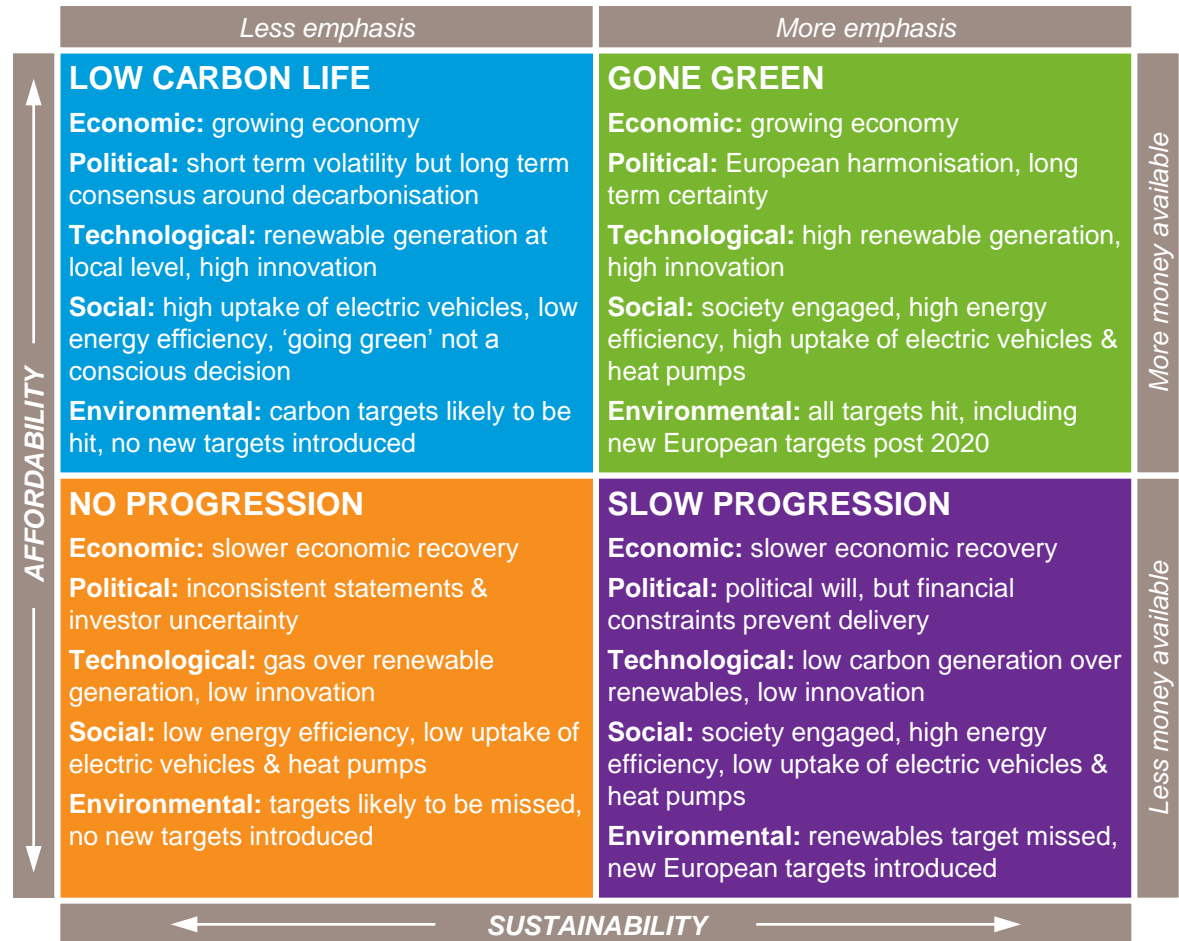 Less emphasis
More emphasis
AFFORDABILITY
LOW CARBON LIFE
Economic: growing economy
Political: short term volatility but long term
consensus around decarbonisation
Technological: renewable generation at
local level, high innovation
Social: high uptake of electric vehicles, low
energy efficiency, ‘going green’ not a
conscious decision
Environmental: carbon targets likely to be
hit, no new targets introduced
GONE GREEN
Economic: growing economy
Political: European harmonisation, long
term certainty
Technological: high renewable generation,
high innovation
Social: society engaged, high energy
efficiency, high uptake of electric vehicles &
heat pumps
Environmental: all targets hit, including
new European targets post 2020
More money available
NO PROGRESSION
Economic: slower economic recovery
Political: inconsistent statements &
investor uncertainty
Technological: gas over renewable
generation, low innovation
Social: low energy efficiency, low uptake of
electric vehicles & heat pumps
Environmental: targets likely to be missed,
no new targets introduced
SLOW PROGRESSION
Economic: slower economic recovery
Political: political will, but financial
constraints prevent delivery
Technological: low carbon generation over
renewables, low innovation
Social: society engaged, high energy
efficiency, low uptake of electric vehicles &
heat pumps
Environmental: renewables target missed,
new European targets introduced
Less money available
SUSTAINABILITY